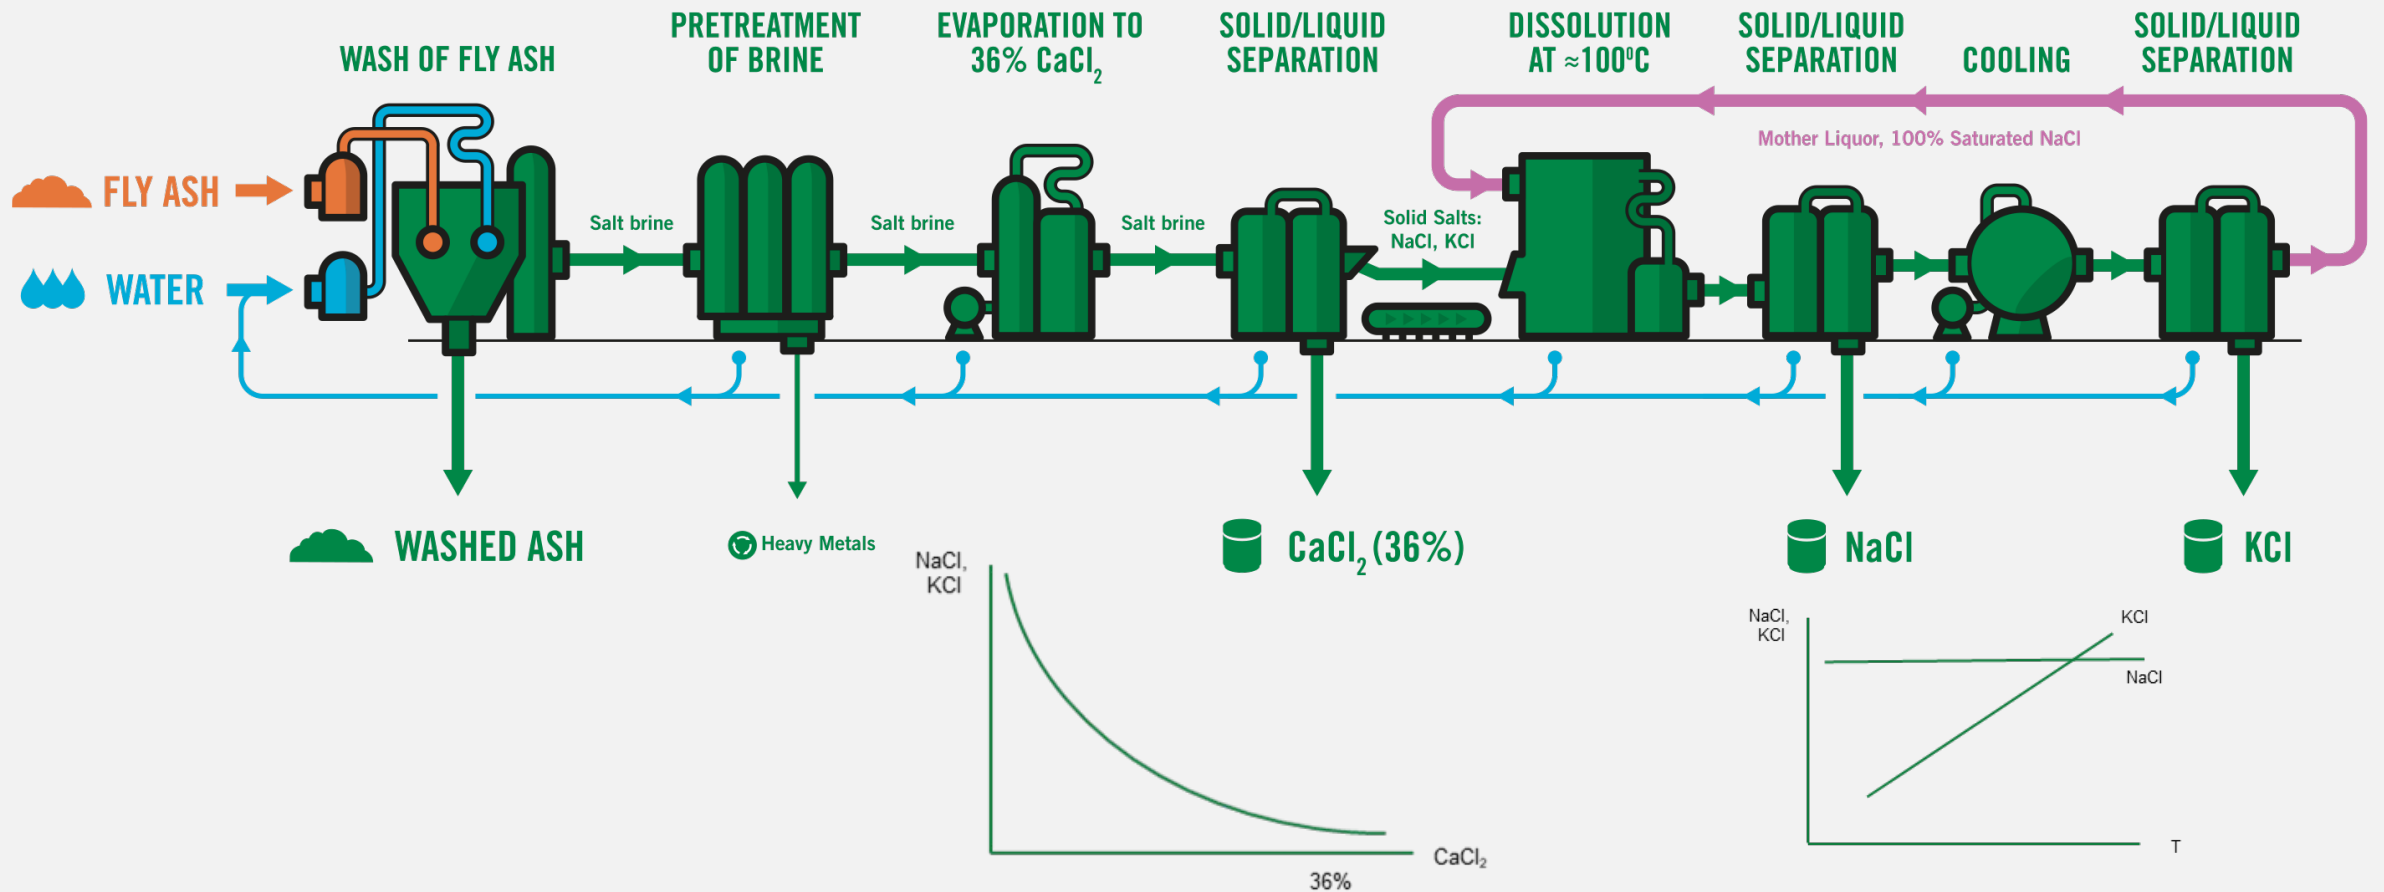 WASH OF FLY ASH
PRETREATMENT
OF BRINE
EVAPORATION TO
36% CaCl₂
SOLID/LIQUID
SEPARATION
DISSOLUTION
AT ≈100⁰C
SOLID/LIQUID
SEPARATION
COOLING
SOLID/LIQUID
SEPARATION
Mother Liquor, 100% Saturated NaCl
FLY ASH
WATER
Salt brine
Salt brine
Salt brine
Solid Salts:
NaCl, KCl
WASHED ASH
Heavy Metals
CaCl₂ (36%)
NaCl
KCl
NaCl,
KCl
CaCl₂
36%
NaCl,
KCl
KCl
NaCl
T